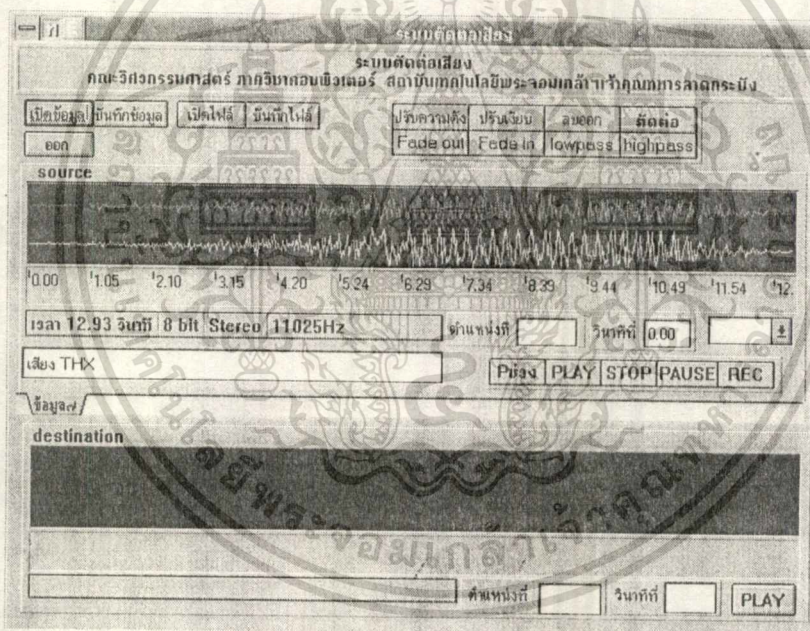 ระบบตัดต่อเสียง
ระบบตัดต่อเสียง
คณะวิศวกรรมศาสตร์ ภาควิชาคอมพิวเตอร์ สถาบันเทคโนโลยีพระจอมเกล้าเจ้าคุณทหารลาดกระบัง
เปิดข้อมูล บันทึกข้อมูล เปิดไฟล์ บันทึกไฟล์ ปรับความดัง ปรับเงียบ ลบออก ตัดต่อ
ออก Fade out Fade in lowpass highpass
source
0.00 1.05 2.10 3.15 4.20 5.24 6.29 7.34 8.39 9.44 10.49 11.54 12.
เวลา 12.93 วินาที 8 bit Stereo 11025Hz ตำแหน่งที่ วินาทีที่ 0.00
เสียง THX PLAY STOP PAUSE REC
ข้อมูล๗
destination
ตำแหน่งที่ วินาทีที่ PLAY